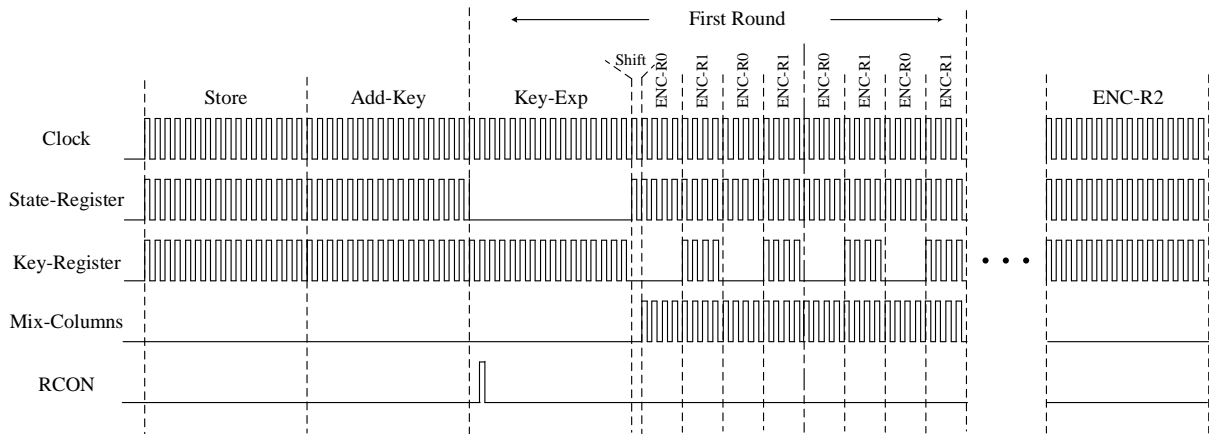 First Round
Shift
ENC-R0
ENC-R1
ENC-R0
ENC-R1
ENC-R0
ENC-R1
ENC-R0
ENC-R1
Store
Add-Key
Key-Exp
ENC-R2
Clock
State-Register
Key-Register
Mix-Columns
RCON